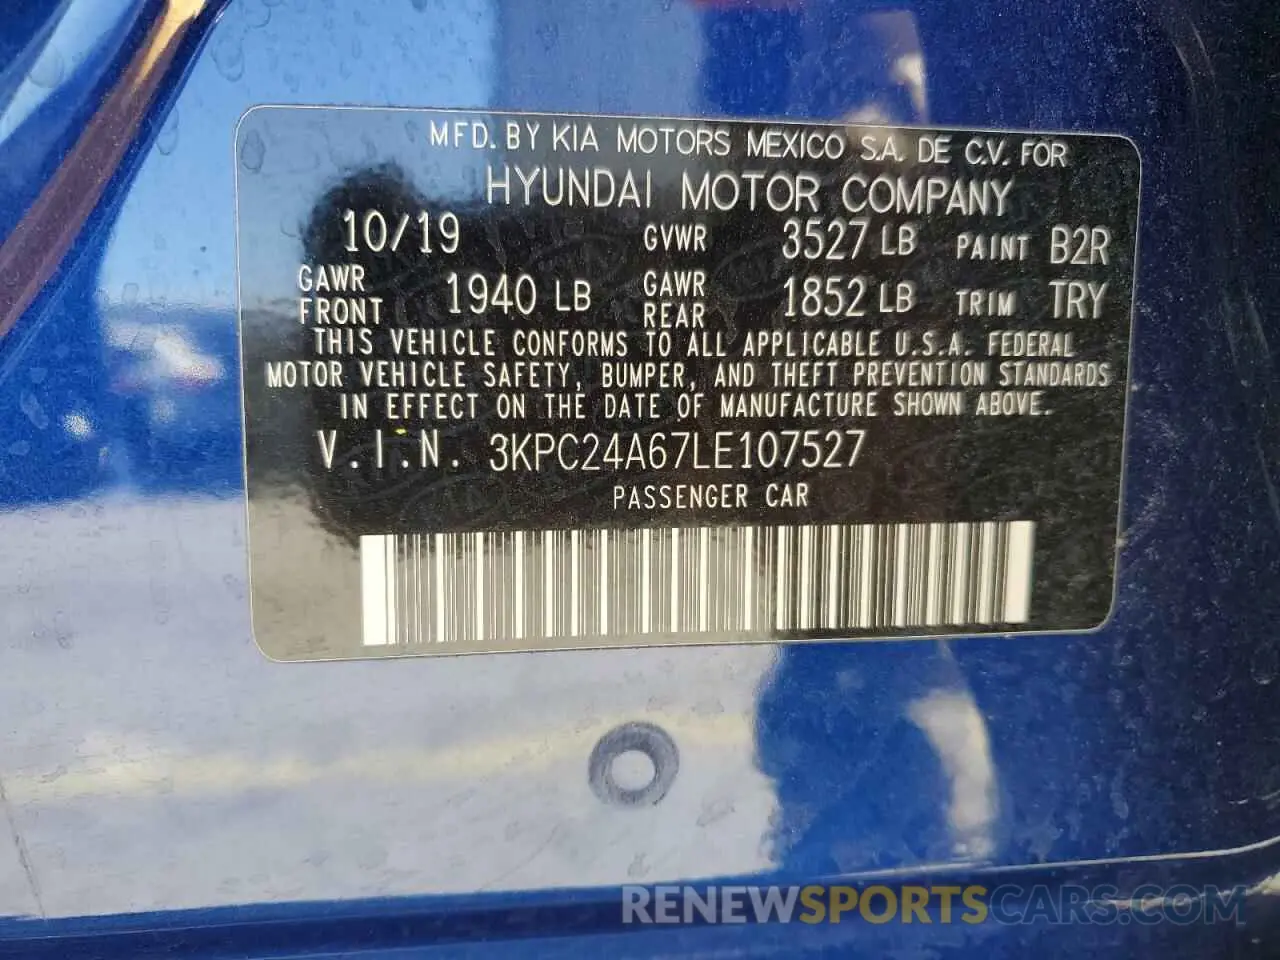 MFD. BY KIA MOTORS MEXICO S.A. DE C.V. FOR
HYUNDAI MOTOR COMPANY
10/19 GVWR 3527 LB PAINT B2R
GAWR FRONT 1940 LB GAWR REAR 1852 LB TRIM TRY
THIS VEHICLE CONFORMS TO ALL APPLICABLE U.S.A. FEDERAL
MOTOR VEHICLE SAFETY, BUMPER, AND THEFT PREVENTION STANDARDS
IN EFFECT ON THE DATE OF MANUFACTURE SHOWN ABOVE.
V.I.N. 3KPC24A67LE107527
PASSENGER CAR
RENEWSPORTSCARS.COM